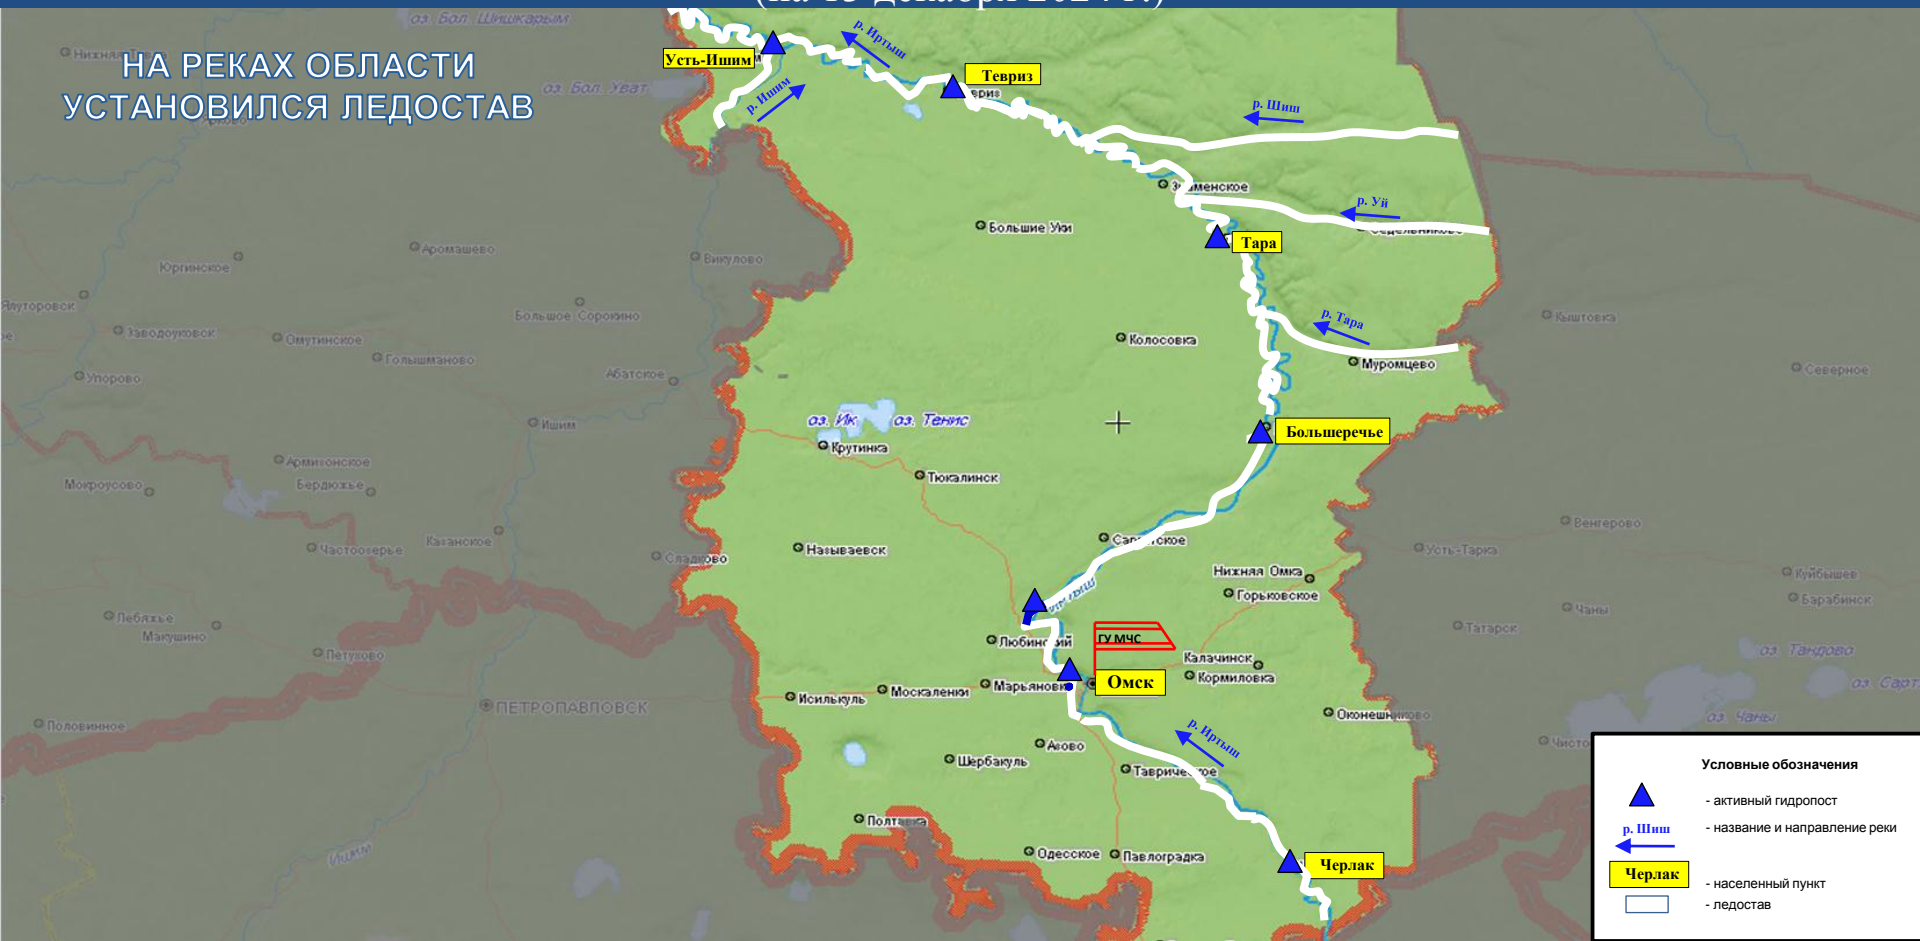 НА РЕКАХ ОБЛАСТИ
УСТАНОВИЛСЯ ЛЕДОСТАВ
оз. Бол. Шишкарым
оз. Бол. Уват
Усть-Ишим
р. Ишим
р. Иртыш
Тевриз
р. Шиш
р. Уй
Большие Уки
Тара
р. Тара
Аромашево
Юргинское
Викулово
Большое Сорокино
Заводоуковск
Омутинское
Голышманово
Упорово
Абатское
Ишим
Колосовка
Муромцево
Кыштовка
Северное
оз. Ик
оз. Тенис
Крутинка
Тюкалинск
Большеречье
Армизонское
Мокроусово
Бердюжье
Частоозерье
Казанское
Сладково
Называевск
Венгерово
Усть-Тарка
Куйбышев
Нижняя Омка
Горьковское
Чаны
Барабинск
Татарск
Лебяжье
Макушино
Петухово
ГУ МЧС
Калачинск
Кормиловка
Омск
Марьяновка
Москаленки
Исилькуль
ПЕТРОПАВЛОВСК
Половинное
оз. Тандово
оз. Чаны
р. Иртыш
Азово
Шербакуль
Таврическое
Полтавка
Одесское
Павлоградка
Черлак
Ишим
Условные обозначения
- активный гидропост
р. Шиш
- название и направление реки
Черлак
- населенный пункт
- ледостав